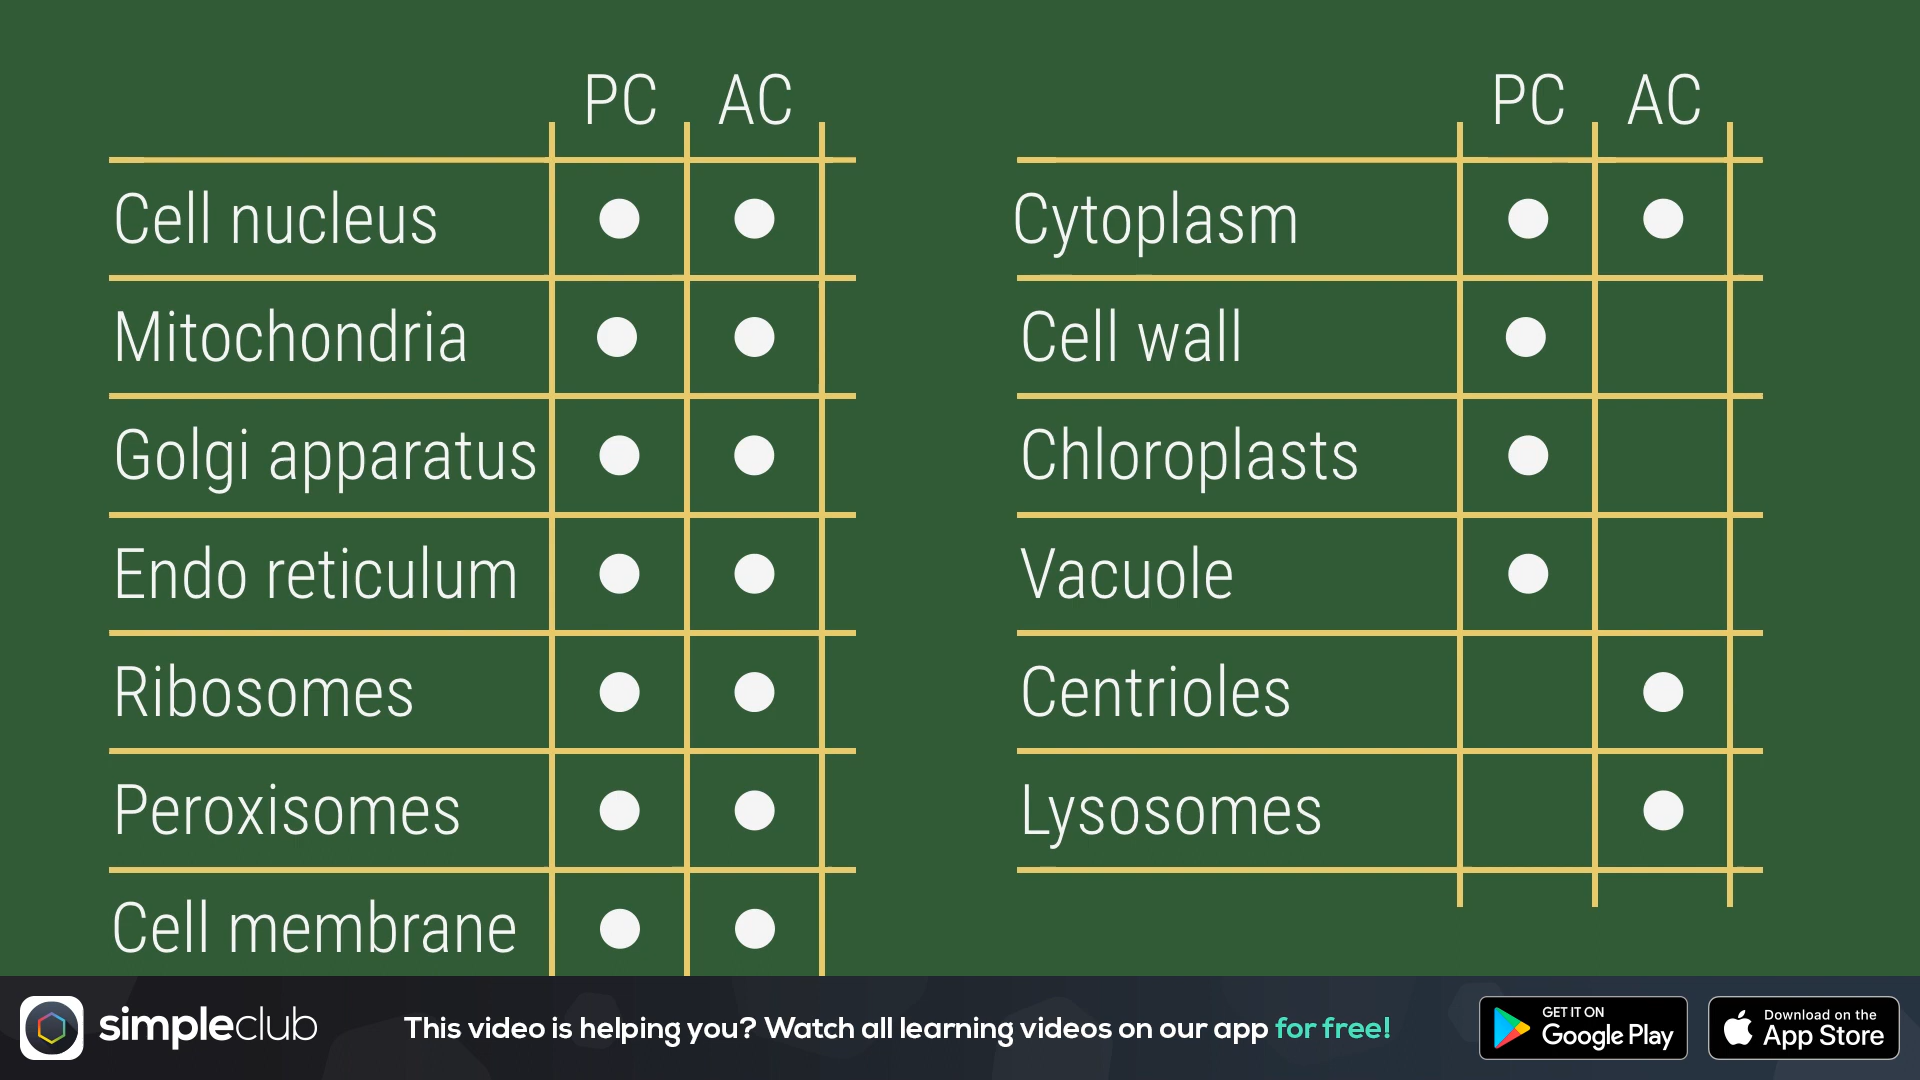 PC AC
Cell nucleus
Mitochondria
Golgi apparatus
Endo reticulum
Ribosomes
Peroxisomes
Cell membrane
PC AC
Cytoplasm
Cell wall
Chloroplasts
Vacuole
Centrioles
Lysosomes
simpleclub
This video is helping you? Watch all learning videos on our app for free!
GET IT ON
Google Play
Download on the
App Store